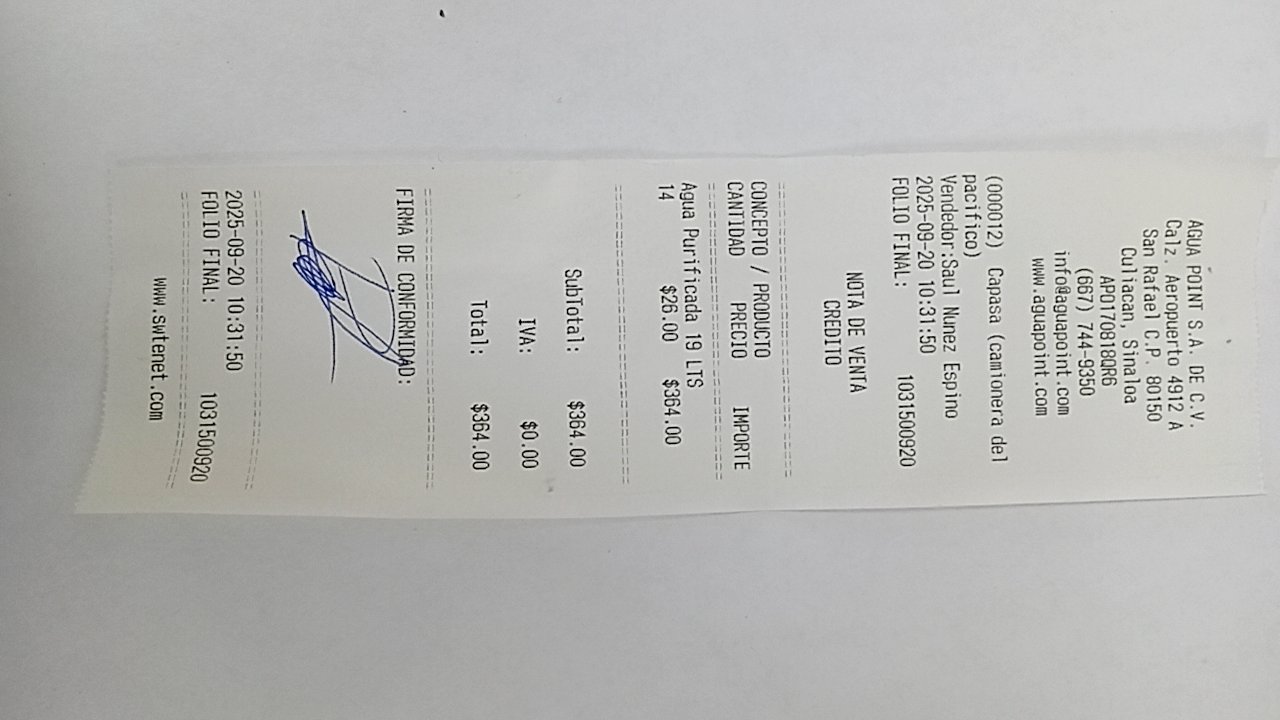 AGUA POINT S.A. DE C.V.
Calz. Aeropuerto 4912 A
San Rafael C.P. 80150
Culiacan, Sinaloa
APO170818QR6
(667) 744-9350
info@aguapoint.com
www.aguapoint.com
(000012) Capasa (camionera del
pacifico)
Vendedor:Saul Nunez Espino
2025-09-20 10:31:50
FOLIO FINAL: 1031500920
NOTA DE VENTA
CREDITO
CONCEPTO / PRODUCTO
CANTIDAD PRECIO IMPORTE
Agua Purificada 19 LTS
14 $26.00 $364.00
SubTotal: $364.00
IVA: $0.00
Total: $364.00
FIRMA DE CONFORMIDAD:
2025-09-20 10:31:50
FOLIO FINAL: 1031500920
www.swtenet.com